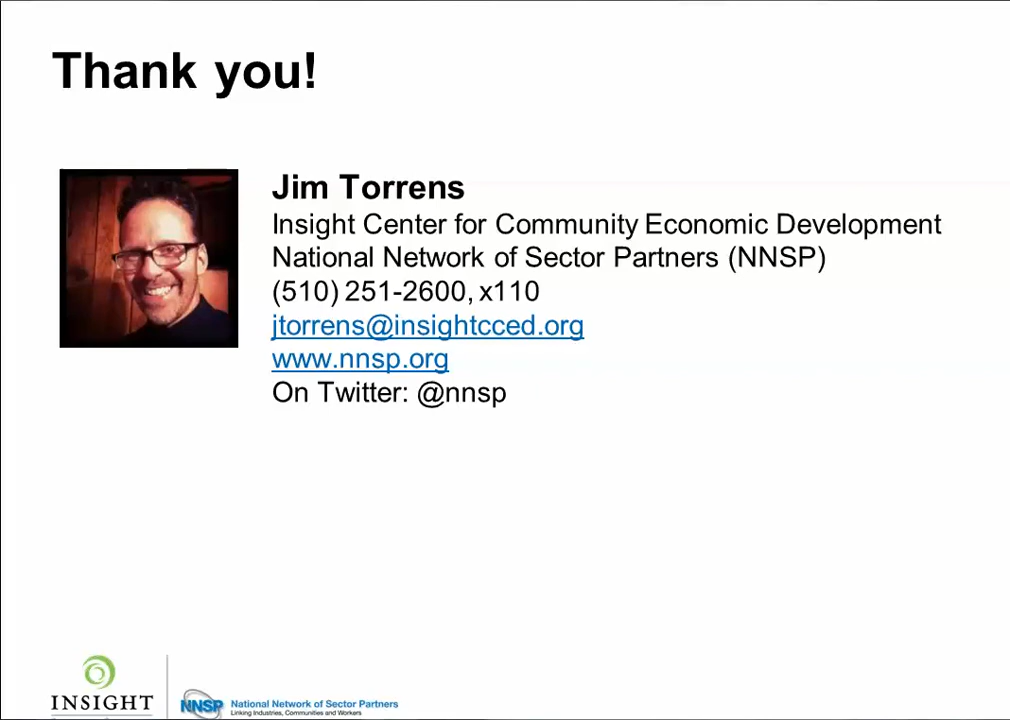 Thank you!
Jim Torrens
Insight Center for Community Economic Development
National Network of Sector Partners (NNSP)
(510) 251-2600, x110
jtorrens@insightcced.org
www.nnsp.org
On Twitter: @nnsp
INSIGHT
NNSP
National Network of Sector Partners
Linking Industries, Communities and Workers